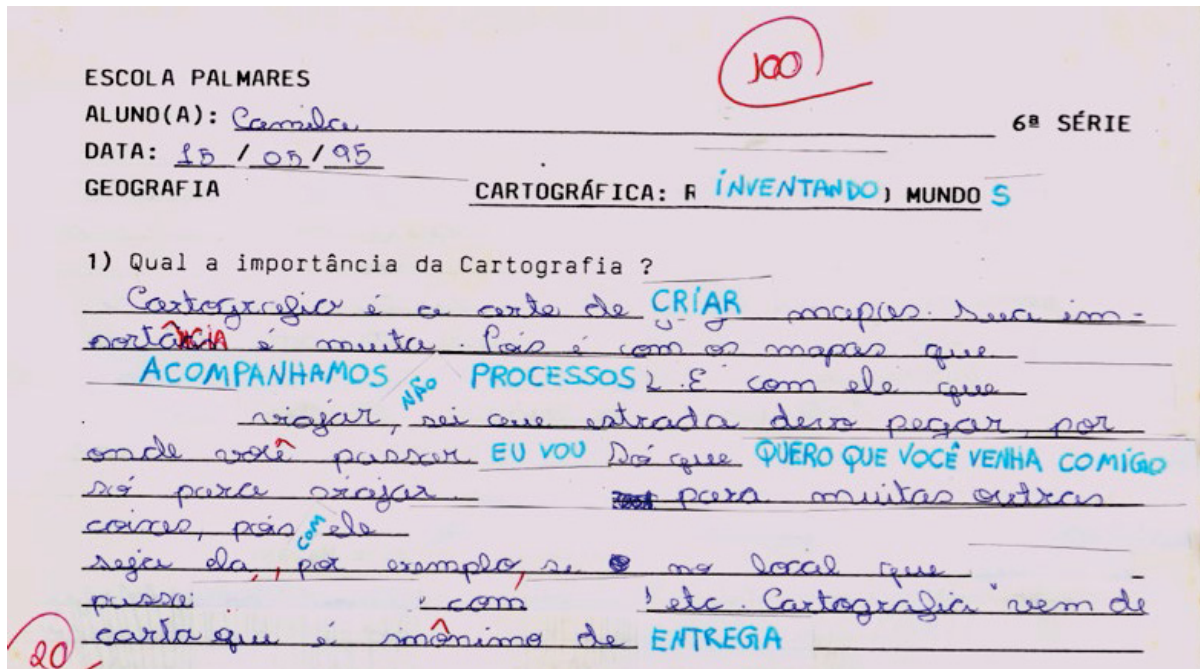 100
ESCOLA PALMARES
ALUNO(A): Camila 6ª SÉRIE
DATA: 15 / 05 / 95
GEOGRAFIA CARTOGRÁFICA: R INVENTANDO MUNDO S
1) Qual a importância da Cartografia ?
Cartografia é a arte de CRIAR mapas. Sua im-
portÂNCIA é muita. Pois é com os mapas que
ACOMPANHAMOS PROCESSOS. E com ele que
viajar, NÃO sei que estrada devo pegar, por
onde você passar EU VOU Só que QUERO QUE VOCÊ VENHA COMIGO
só para viajar. para muitas outras
coisas, pois COM ele
seja da, por exemplo, se no local que
passei com etc. Cartografia vem de
carta que é sinônimo de ENTREGA
20